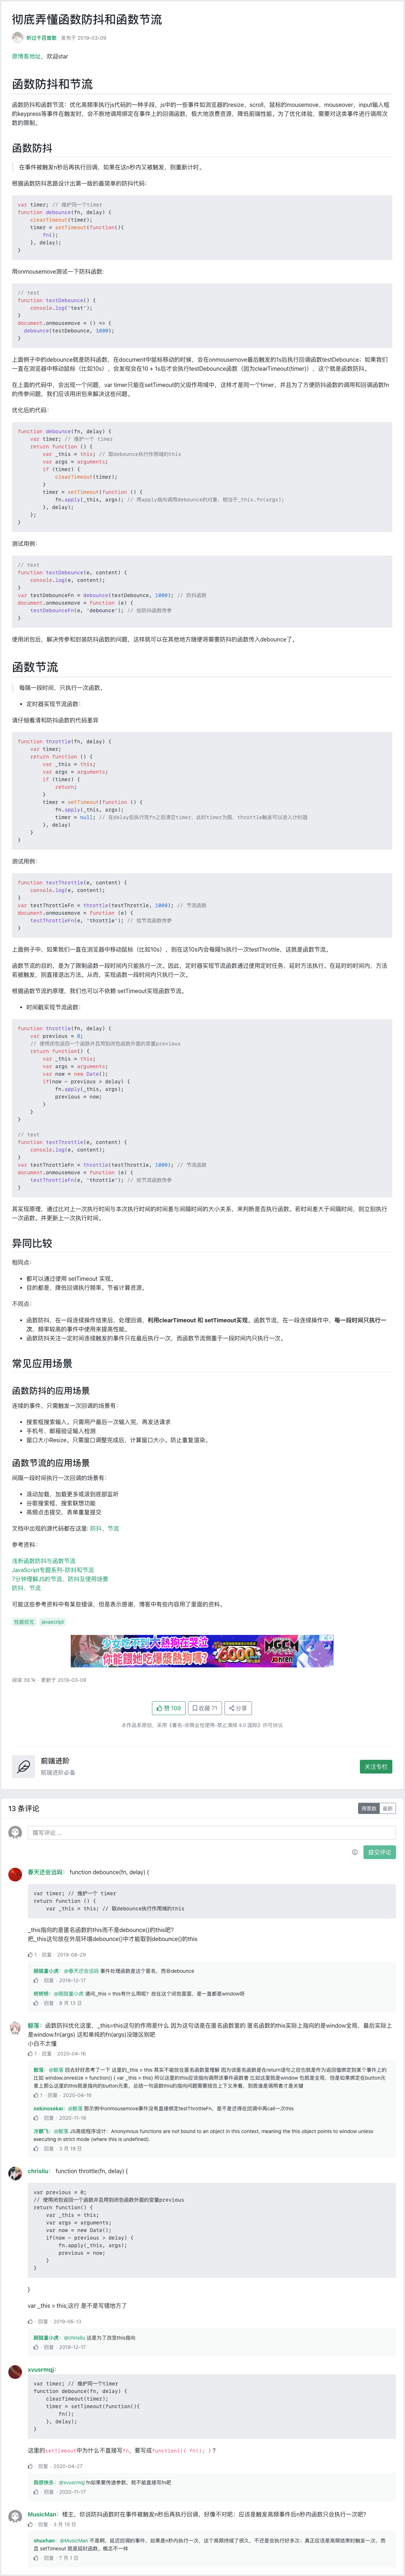 彻底弄懂函数防抖和函数节流
听过千百首歌 发布于 2019-03-09
原博客地址，欢迎star
函数防抖和节流
函数防抖和函数节流：优化高频率执行js代码的一种手段，js中的一些事件如浏览器的resize、scroll，鼠标的mousemove、mouseover，input输入框
的keypress等事件在触发时，会不断地调用绑定在事件上的回调函数，极大地浪费资源，降低前端性能。为了优化体验，需要对这类事件进行调用次
数的限制。
函数防抖
在事件被触发n秒后再执行回调，如果在这n秒内又被触发，则重新计时。
根据函数防抖思路设计出第一版的最简单的防抖代码：
var timer; // 维护同一个timer
function debounce(fn, delay) {
clearTimeout(timer);
timer = setTimeout(function(){
fn();
}, delay);
}
用onmousemove测试一下防抖函数:
// test
function testDebounce() {
console.log('test');
}
document.onmousemove = () => {
debounce(testDebounce, 1000);
}
上面例子中的debounce就是防抖函数，在document中鼠标移动的时候，会在onmousemove最后触发的1s后执行回调函数testDebounce；如果我们
一直在浏览器中移动鼠标（比如10s），会发现会在10 + 1s后才会执行testDebounce函数（因为clearTimeout(timer)），这个就是函数防抖。
在上面的代码中，会出现一个问题，var timer只能在setTimeout的父级作用域中，这样才是同一个timer，并且为了方便防抖函数的调用和回调函数fn
的传参问题，我们应该用闭包来解决这些问题。
优化后的代码：
function debounce(fn, delay) {
var timer; // 维护一个 timer
return function () {
var _this = this; // 取debounce执行作用域的this
var args = arguments;
if (timer) {
clearTimeout(timer);
}
timer = setTimeout(function () {
fn.apply(_this, args); // 用apply指向调用debounce的对象，相当于_this.fn(args);
}, delay);
};
}
测试用例：
// test
function testDebounce(e, content) {
console.log(e, content);
}
var testDebounceFn = debounce(testDebounce, 1000); // 防抖函数
document.onmousemove = function (e) {
testDebounceFn(e, 'debounce'); // 给防抖函数传参
}
使用闭包后，解决传参和封装防抖函数的问题，这样就可以在其他地方随便将需要防抖的函数传入debounce了。
函数节流
每隔一段时间，只执行一次函数。
• 定时器实现节流函数：
请仔细看清和防抖函数的代码差异
function throttle(fn, delay) {
var timer;
return function () {
var _this = this;
var args = arguments;
if (timer) {
return;
}
timer = setTimeout(function () {
fn.apply(_this, args);
timer = null; // 在delay后执行完fn之后清空timer，此时timer为假，throttle触发可以进入计时器
}, delay)
}
}
测试用例：
function testThrottle(e, content) {
console.log(e, content);
}
var testThrottleFn = throttle(testThrottle, 1000); // 节流函数
document.onmousemove = function (e) {
testThrottleFn(e, 'throttle'); // 给节流函数传参
}
上面例子中，如果我们一直在浏览器中移动鼠标（比如10s），则在这10s内会每隔1s执行一次testThrottle，这就是函数节流。
函数节流的目的，是为了限制函数一段时间内只能执行一次。因此，定时器实现节流函数通过使用定时任务，延时方法执行。在延时的时间内，方法
若被触发，则直接退出方法。从而，实现函数一段时间内只执行一次。
根据函数节流的原理，我们也可以不依赖 setTimeout实现函数节流。
• 时间戳实现节流函数：
function throttle(fn, delay) {
var previous = 0;
// 使用闭包返回一个函数并且用到闭包函数外面的变量previous
return function() {
var _this = this;
var args = arguments;
var now = new Date();
if(now - previous > delay) {
fn.apply(_this, args);
previous = now;
}
}
}
// test
function testThrottle(e, content) {
console.log(e, content);
}
var testThrottleFn = throttle(testThrottle, 1000); // 节流函数
document.onmousemove = function (e) {
testThrottleFn(e, 'throttle'); // 给节流函数传参
}
其实现原理，通过比对上一次执行时间与本次执行时间的时间差与间隔时间的大小关系，来判断是否执行函数。若时间差大于间隔时间，则立刻执行
一次函数。并更新上一次执行时间。
异同比较
相同点：
• 都可以通过使用 setTimeout 实现。
• 目的都是，降低回调执行频率。节省计算资源。
不同点：
• 函数防抖，在一段连续操作结束后，处理回调，利用clearTimeout 和 setTimeout实现。函数节流，在一段连续操作中，每一段时间只执行一
次，频率较高的事件中使用来提高性能。
• 函数防抖关注一定时间连续触发的事件只在最后执行一次，而函数节流侧重于一段时间内只执行一次。
常见应用场景
函数防抖的应用场景
连续的事件，只需触发一次回调的场景有：
• 搜索框搜索输入。只需用户最后一次输入完，再发送请求
• 手机号、邮箱验证输入检测
• 窗口大小Resize。只需窗口调整完成后，计算窗口大小。防止重复渲染。
函数节流的应用场景
间隔一段时间执行一次回调的场景有：
• 滚动加载，加载更多或滚到底部监听
• 谷歌搜索框，搜索联想功能
• 高频点击提交，表单重复提交
文档中出现的源代码都在这里: 防抖、节流
参考资料：
浅析函数防抖与函数节流
JavaScript专题系列-防抖和节流
7分钟理解JS的节流、防抖及使用场景
防抖、节流
可能这些参考资料中有某些错误，但是表示感谢，博客中有些内容用了里面的资料。
性能优化 javascript
少女吃不到大熱狗在哭泣
你能餵她吃爆漿熱狗嗎? 6000
阅读 39.1k · 更新于 2019-03-09
赞 109 收藏 71 分享
本作品系原创，采用《署名-非商业性使用-禁止演绎 4.0 国际》许可协议
前端进阶
前端进阶必备
关注专栏
13 条评论
得票数 最新
撰写评论 ...
提交评论
春天还会远吗： function debounce(fn, delay) {
var timer; // 维护一个 timer
return function () {
var _this = this; // 取debounce执行作用域的this
_this指向的是匿名函数的this而不是debounce()的this吧?
把_this这句放在外层环境debounce()中才能取到debounce()的this
1 · 回复 · 2019-08-29
顾陇皇小虎： @春天还会远吗 事件处理函数是这个匿名，而非debounce
· 回复 · 2019-12-17
锵锵锵： @顾陇皇小虎 请问_this = this有什么用呢？放在这个闭包里面，是一直都是window呀
· 回复 · 8 月 13 日
鲸落： 函数防抖优化这里，_this=this这句的作用是什么 因为这句话是在匿名函数里的 匿名函数的this实际上指向的是window全局，最后实际上
是window.fn(args) 这和单纯的fn(args)没啥区别吧
小白不太懂
1 · 回复 · 2020-04-16
鲸落： @鲸落 回去好好思考了一下 这里的_this = this 其实不能放在匿名函数里理解 因为该匿名函数是在return语句之后也就是作为返回值绑定到某个事件上的
比如 window.onresize = function() { var _this = this) 所以这里的this应该指向调用该事件函数者 比如这里就是window 也就是全局，但是如果绑定在button元
素上那么这里的this就是指向的button元素，总结一句函数this的指向问题需要结合上下文来看，到底谁是调用者才是关键
1 · 回复 · 2020-04-16
sekinosekai： @鲸落 那示例中onmousemove事件没有直接绑定testThrottleFn，是不是还得在回调中再call一次this
· 回复 · 2020-11-18
冷鹏飞： @鲸落 JS高级程序设计：Anonymous functions are not bound to an object in this context, meaning the this object points to window unless
executing in strict mode (where this is undefined).
· 回复 · 3 月 19 日
chrisliu： function throttle(fn, delay) {
var previous = 0;
// 使用闭包返回一个函数并且用到闭包函数外面的变量previous
return function() {
var _this = this;
var args = arguments;
var now = new Date();
if(now - previous > delay) {
fn.apply(_this, args);
previous = now;
}
}
}
var _this = this;这行 是不是写错地方了
· 回复 · 2019-06-13
顾陇皇小虎： @chrisliu 这是为了改变this指向
· 回复 · 2019-12-17
xvusrmqj：
var timer; // 维护同一个timer
function debounce(fn, delay) {
clearTimeout(timer);
timer = setTimeout(function(){
fn();
}, delay);
}
这里的setTimeout中为什么不直接写fn，要写成function(){ fn(); }？
· 回复 · 2020-04-27
曾很快乐： @xvusrmqj fn如果要传递参数，就不能直接写fn吧
· 回复 · 2020-11-17
MusicMan： 楼主，你说防抖函数时在事件被触发n秒后再执行回调，好像不对吧；应该是触发高频事件后n秒内函数只会执行一次吧?
· 回复 · 3 月 19 日
shuxhan： @MusicMan 不是啊，延迟回调的事件，如果是n秒内执行一次，这个周期持续了很久，不还是会执行好多次；真正应该是高频结束时触发一次，而
且 setTimeout 就是延时函数，概念不一样
· 回复 · 7 月 1 日